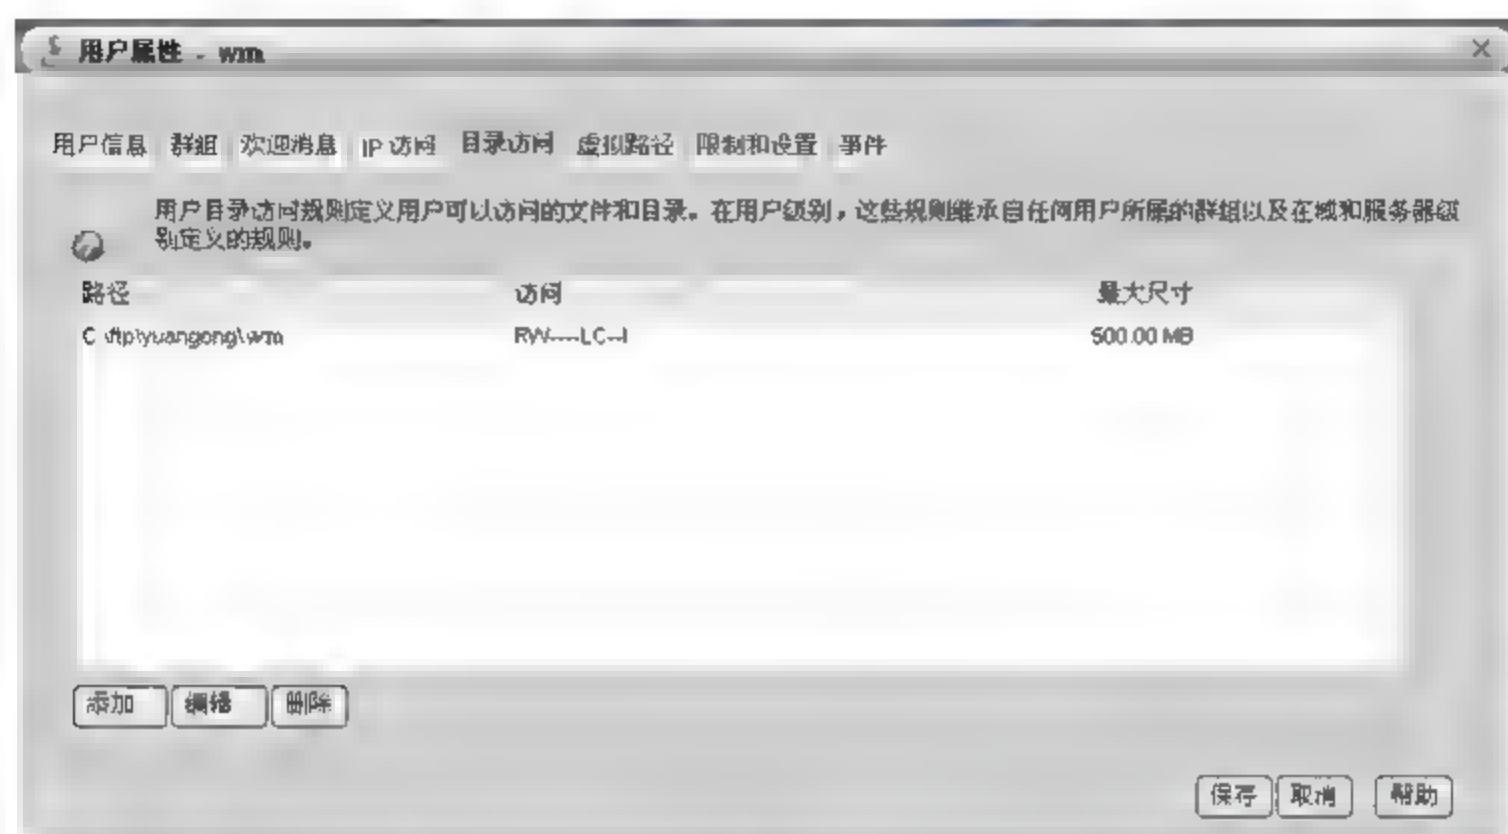 用户属性 - wm
用户信息 群组 欢迎消息 IP 访问 目录访问 虚拟路径 限制和设置 事件
用户目录访问规则定义用户可以访问的文件和目录。在用户级别，这些规则继承自任何用户所属的群组以及在域和服务器级
别定义的规则。
路径 访问 最大尺寸
C:\ftp\yuangong\wm RW----LC--I 500.00 MB
添加 编辑 删除
保存 取消 帮助